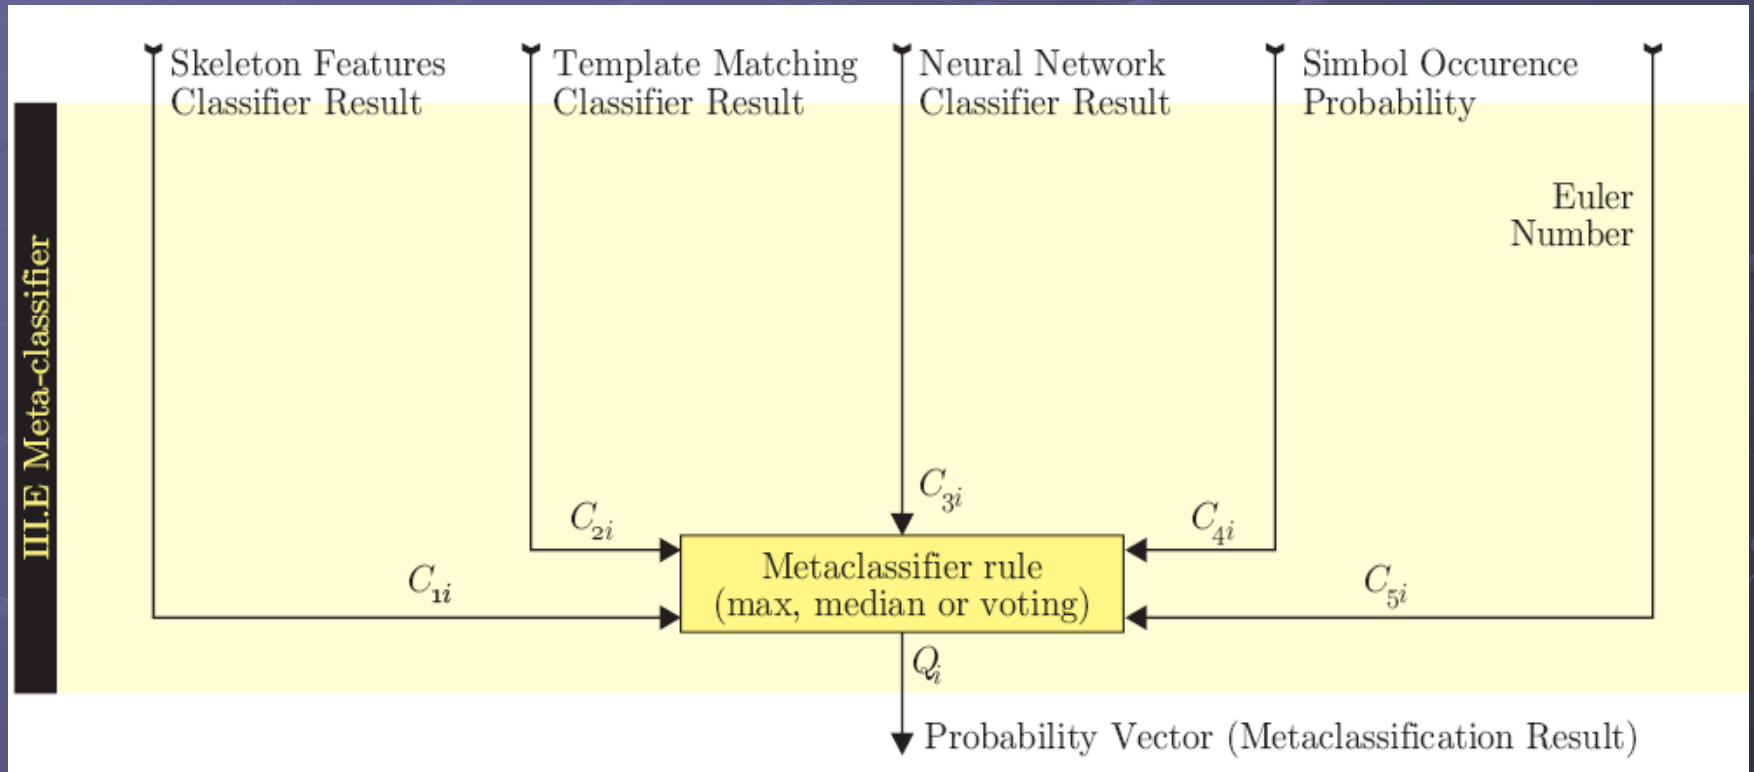 Skeleton Features
Classifier Result
Template Matching
Classifier Result
Neural Network
Classifier Result
Simbol Occurence
Probability
Euler
Number
III.E Meta-classifier
C1i
C2i
C3i
C4i
C5i
Metaclassifier rule
(max, median or voting)
Qi
Probability Vector (Metaclassification Result)